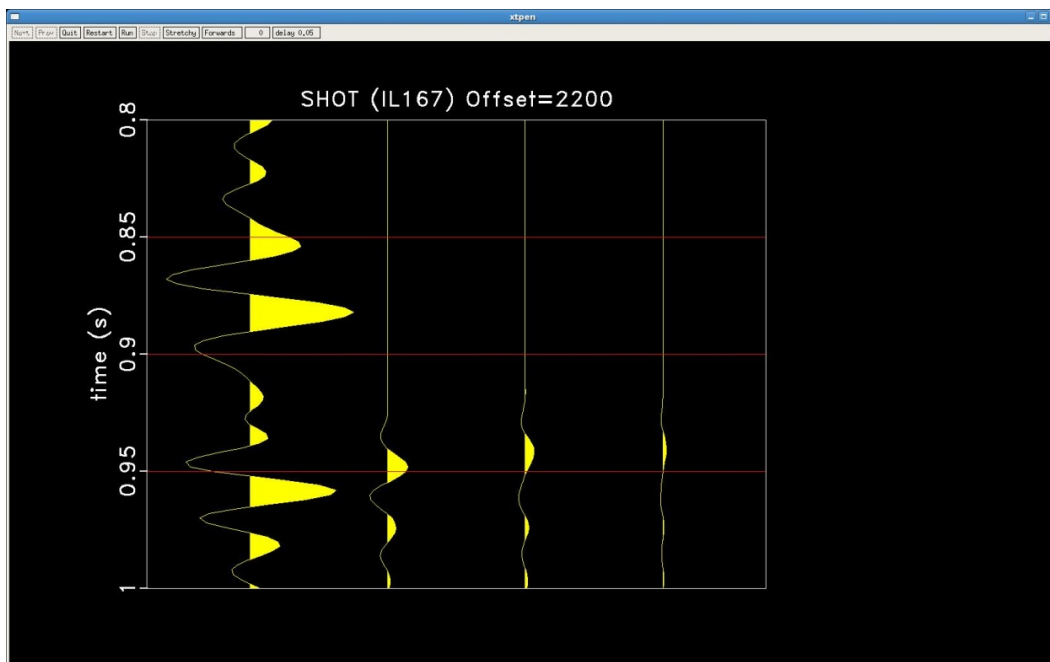 xtpen
Next Prev Quit Restart Run Stop Stretchy Forwards 0 delay 0.05
SHOT (IL167) Offset=2200
0.8
0.85
0.9
0.95
1
time (s)